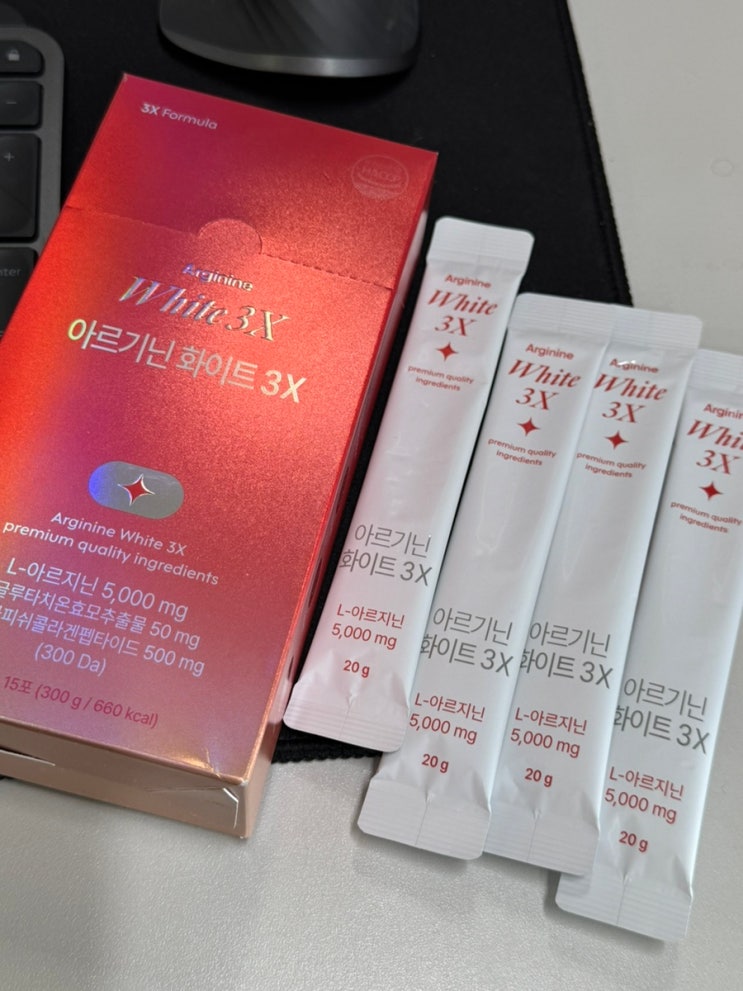 3X Formula
HACCP
Arginine
White 3X
아르기닌 화이트 3X
Arginine White 3X
premium quality ingredients
L-아르지닌 5,000 mg
글루타치온효모추출물 50 mg
피쉬콜라겐펩타이드 500 mg
(300 Da)
15포 (300 g / 660 kcal)
Arginine
White
3X
premium quality
ingredients
아르기닌
화이트 3X
L-아르지닌
5,000 mg
20 g
Arginine
White
3X
premium quality
ingredients
아르기닌
화이트 3X
L-아르지닌
5,000 mg
20 g
Arginine
White
3X
premium quality
ingredients
아르기닌
화이트 3X
L-아르지닌
5,000 mg
20 g
Arginine
White
3X
premium quality
ingredients
아르기닌
화이트 3X
L-아르지닌
5,000 mg
20 g